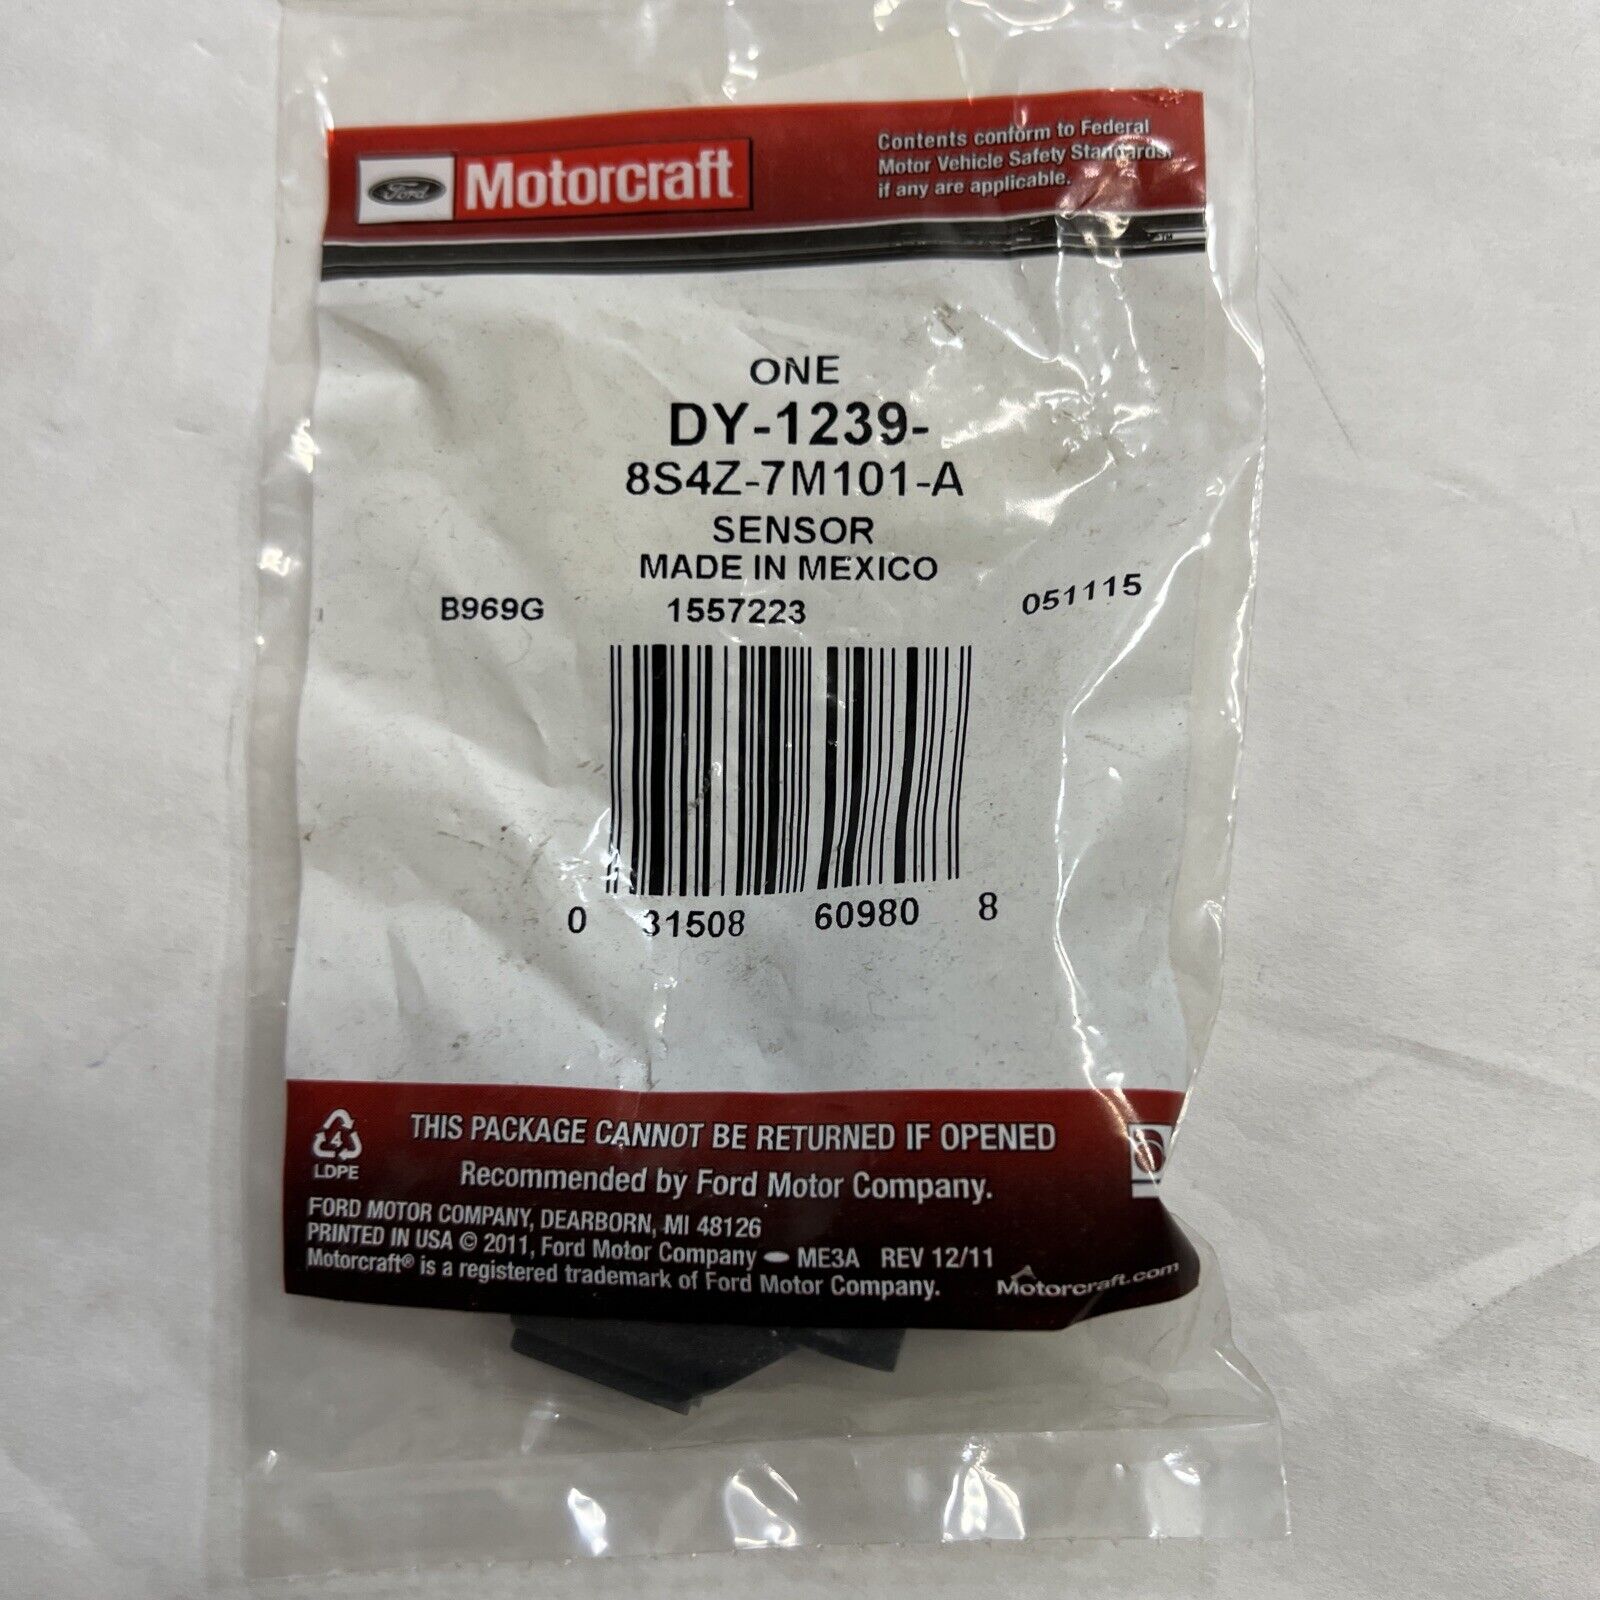 Ford Motorcraft
Contents conform to Federal
Motor Vehicle Safety Standards,
if any are applicable.
TM
ONE
DY-1239-
8S4Z-7M101-A
SENSOR
MADE IN MEXICO
B969G 1557223 051115
0 31508 60980 8
4
LDPE
THIS PACKAGE CANNOT BE RETURNED IF OPENED
Recommended by Ford Motor Company.
FORD MOTOR COMPANY, DEARBORN, MI 48126
PRINTED IN USA © 2011, Ford Motor Company — ME3A REV 12/11
Motorcraft® is a registered trademark of Ford Motor Company.
Motorcraft.com